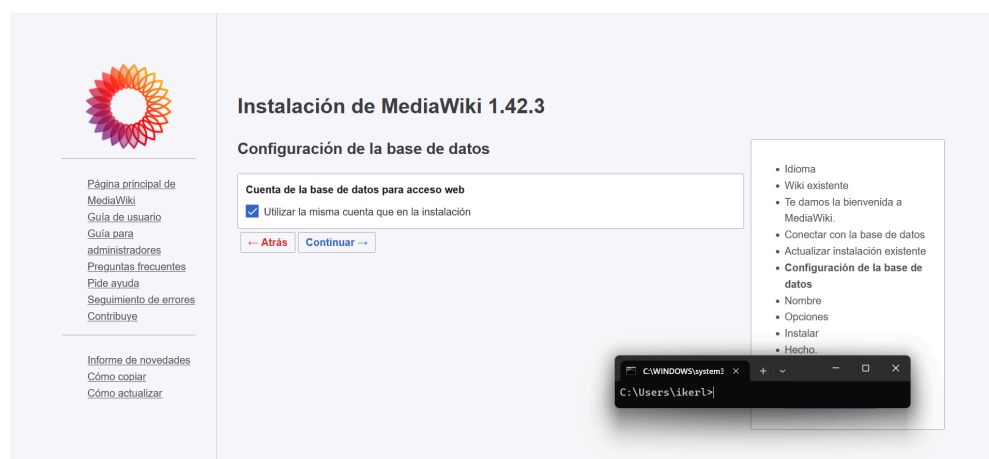 Instalación de MediaWiki 1.42.3
Configuración de la base de datos
Cuenta de la base de datos para acceso web
Utilizar la misma cuenta que en la instalación
← Atrás
Continuar →
Página principal de
MediaWiki
Guía de usuario
Guía para
administradores
Preguntas frecuentes
Pide ayuda
Seguimiento de errores
Contribuye
Informe de novedades
Cómo copiar
Cómo actualizar
Idioma
Wiki existente
Te damos la bienvenida a
MediaWiki.
Conectar con la base de datos
Actualizar instalación existente
Configuración de la base de
datos
Nombre
Opciones
Instalar
Hecho.
C:\WINDOWS\system3
C:\Users\ikerl>